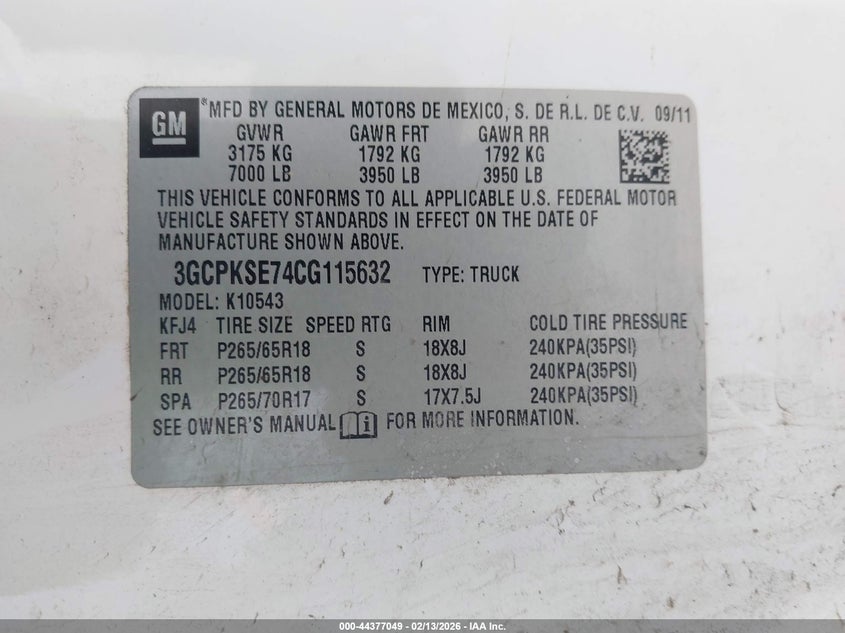 GM
® MFD BY GENERAL MOTORS DE MEXICO, S. DE R.L. DE C.V. 09/11
GVWR GAWR FRT GAWR RR
3175 KG 1792 KG 1792 KG
7000 LB 3950 LB 3950 LB
THIS VEHICLE CONFORMS TO ALL APPLICABLE U.S. FEDERAL MOTOR
VEHICLE SAFETY STANDARDS IN EFFECT ON THE DATE OF
MANUFACTURE SHOWN ABOVE.
3GCPKSE74CG115632 TYPE: TRUCK
MODEL: K10543
KFJ4 TIRE SIZE SPEED RTG RIM COLD TIRE PRESSURE
FRT P265/65R18 S 18X8J 240KPA(35PSI)
RR P265/65R18 S 18X8J 240KPA(35PSI)
SPA P265/70R17 S 17X7.5J 240KPA(35PSI)
SEE OWNER'S MANUAL i FOR MORE INFORMATION.
000-44377049 - 02/13/2026 - IAA Inc.